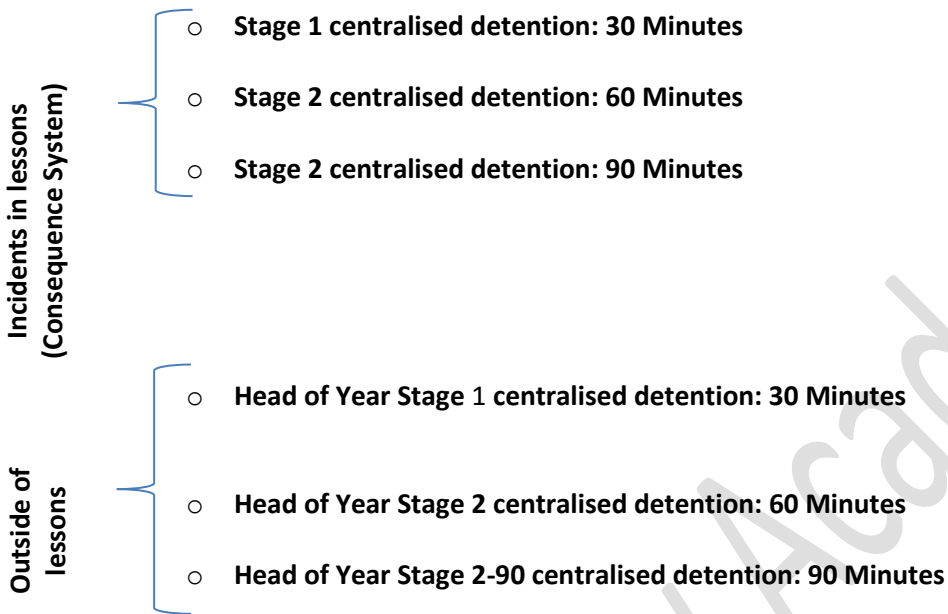 Incidents in lessons
(Consequence System)
○ Stage 1 centralised detention: 30 Minutes
○ Stage 2 centralised detention: 60 Minutes
○ Stage 2 centralised detention: 90 Minutes
Outside of
lessons
○ Head of Year Stage 1 centralised detention: 30 Minutes
○ Head of Year Stage 2 centralised detention: 60 Minutes
○ Head of Year Stage 2-90 centralised detention: 90 Minutes
Acad